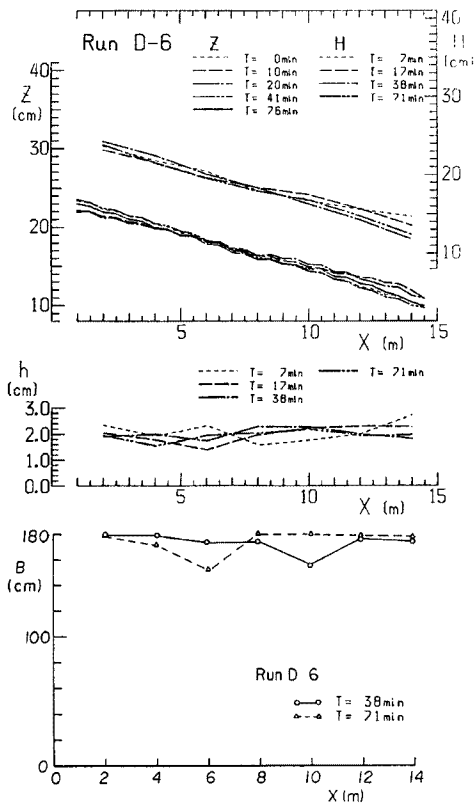 Run D-6 Z H
T= 0min T= 7min
T= 10min T= 17min
T= 20min T= 38min
T= 41min T= 71min
T= 76min
Z
(cm)
40
30
20
10
H
(cm)
40
30
20
10
5 10 15
X (m)
h
(cm)
T= 7min T= 71min
T= 17min
T= 38min
3.0
2.0
1.0
0.0
5 10 15
X (m)
B
(cm)
180
100
0
Run D 6
T= 38min
T= 71min
0 2 4 6 8 10 12 14
X(m)